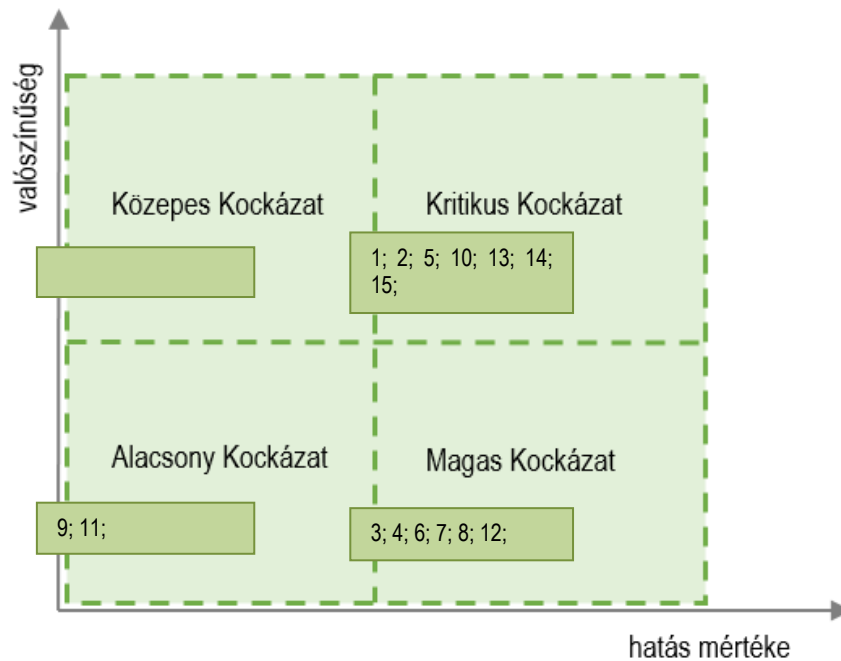 valószínűség
Közepes Kockázat
Kritikus Kockázat
1; 2; 5; 10; 13; 14;
15;
Alacsony Kockázat
Magas Kockázat
9; 11;
3; 4; 6; 7; 8; 12;
hatás mértéke